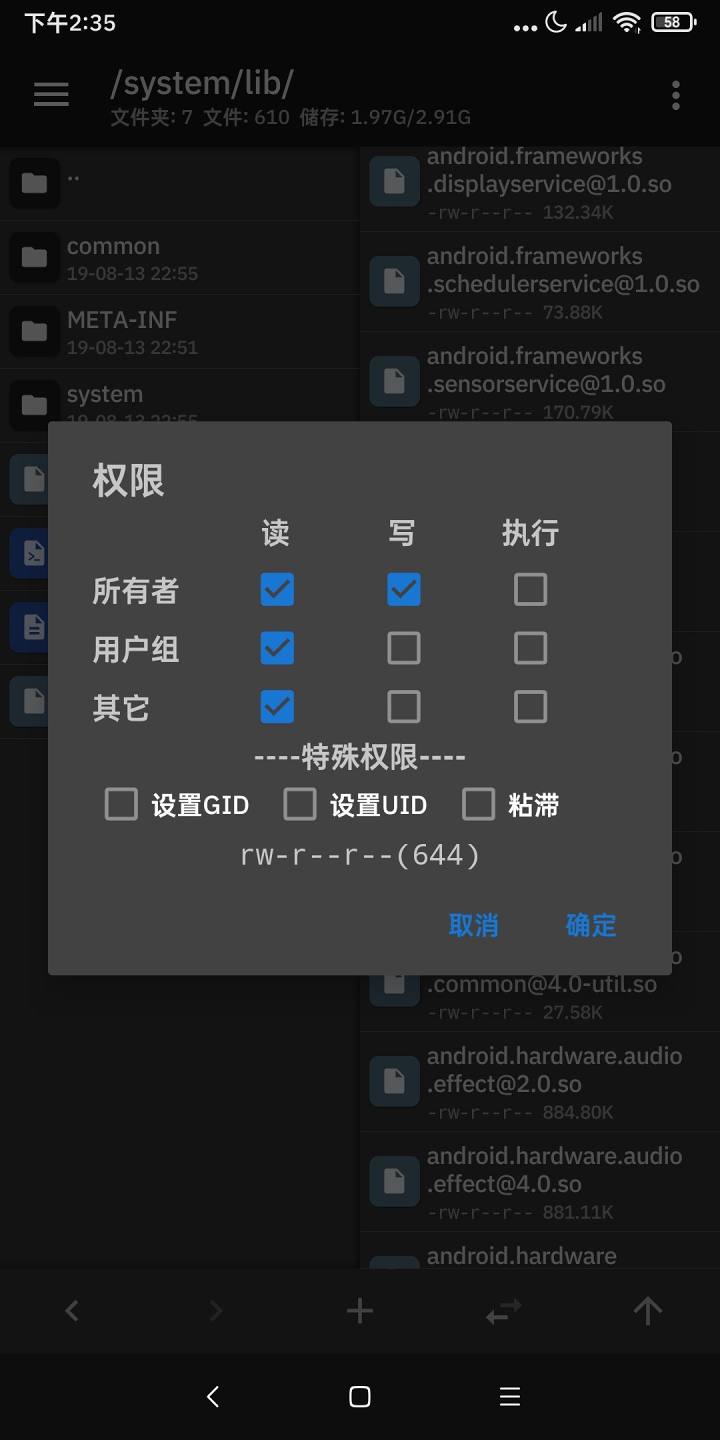 下午2:35
58
/system/lib/
文件夹: 7 文件: 610 储存: 1.97G/2.91G
..
common
19-08-13 22:55
META-INF
19-08-13 22:51
system
19-08-13 22:55
android.frameworks
.displayservice@1.0.so
-rw-r--r-- 132.34K
android.frameworks
.schedulerservice@1.0.so
-rw-r--r-- 73.88K
android.frameworks
.sensorservice@1.0.so
-rw-r--r-- 170.79K
权限
读 写 执行
所有者
用户组
其它
----特殊权限----
设置GID 设置UID 粘滞
rw-r--r--(644)
取消 确定
o
o
o
o
.common@4.0-util.so
-rw-r--r-- 27.58K
android.hardware.audio
.effect@2.0.so
-rw-r--r-- 884.80K
android.hardware.audio
.effect@4.0.so
-rw-r--r-- 881.11K
android.hardware